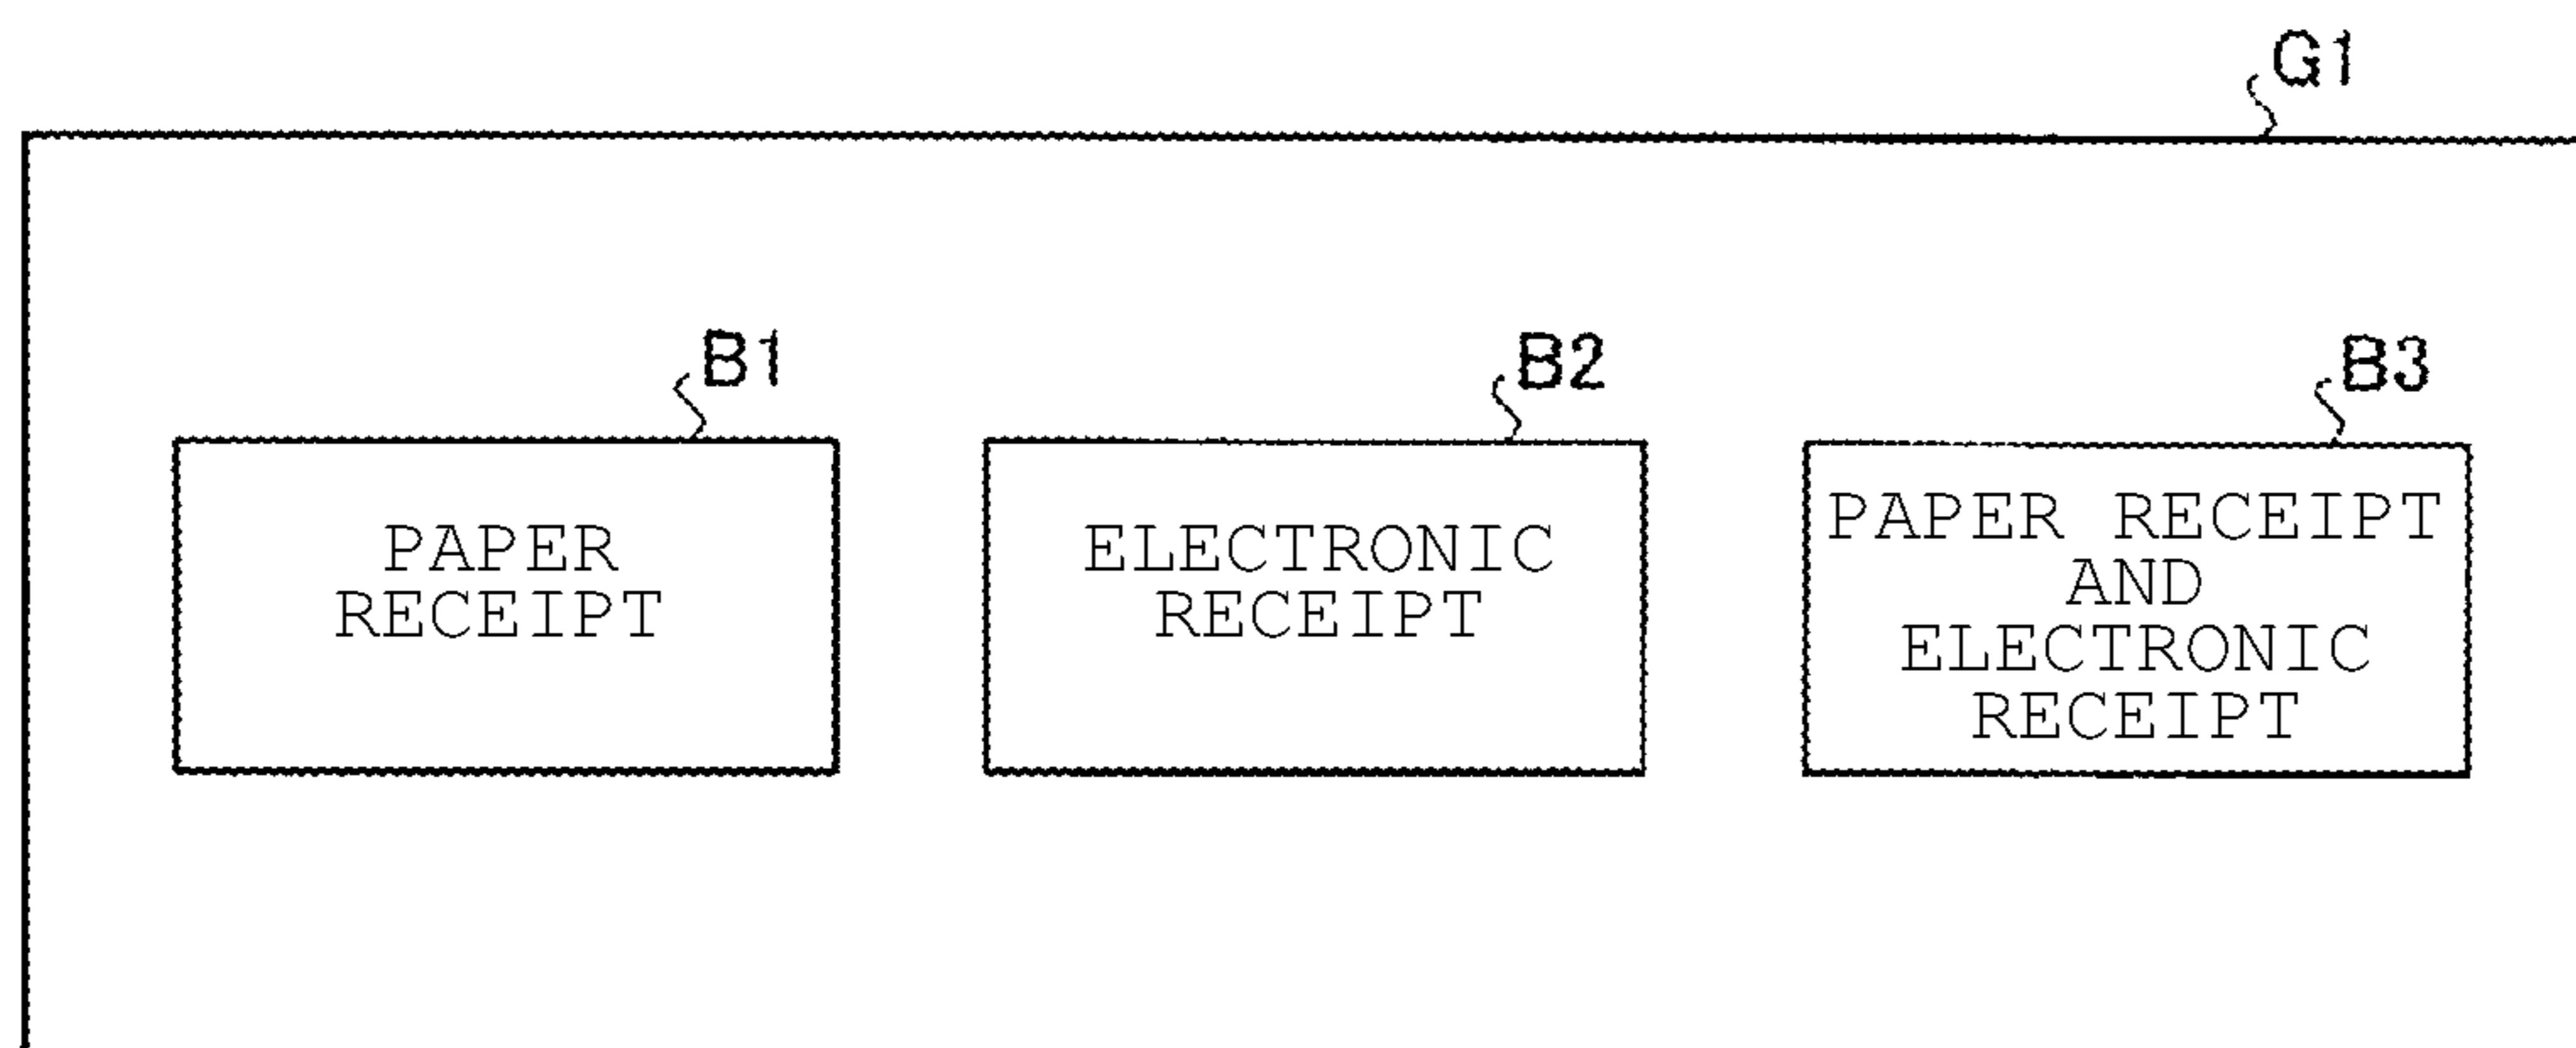 G1
B1
B2
B3
PAPER
RECEIPT
ELECTRONIC
RECEIPT
PAPER RECEIPT
AND
ELECTRONIC
RECEIPT